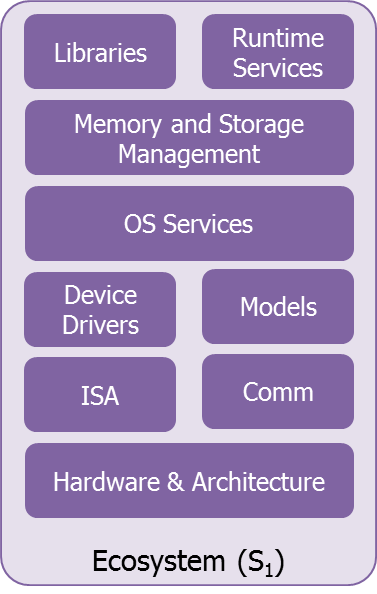 Libraries
Runtime
Services
Memory and Storage
Management
OS Services
Device
Drivers
Models
ISA
Comm
Hardware & Architecture
Ecosystem (S₁)